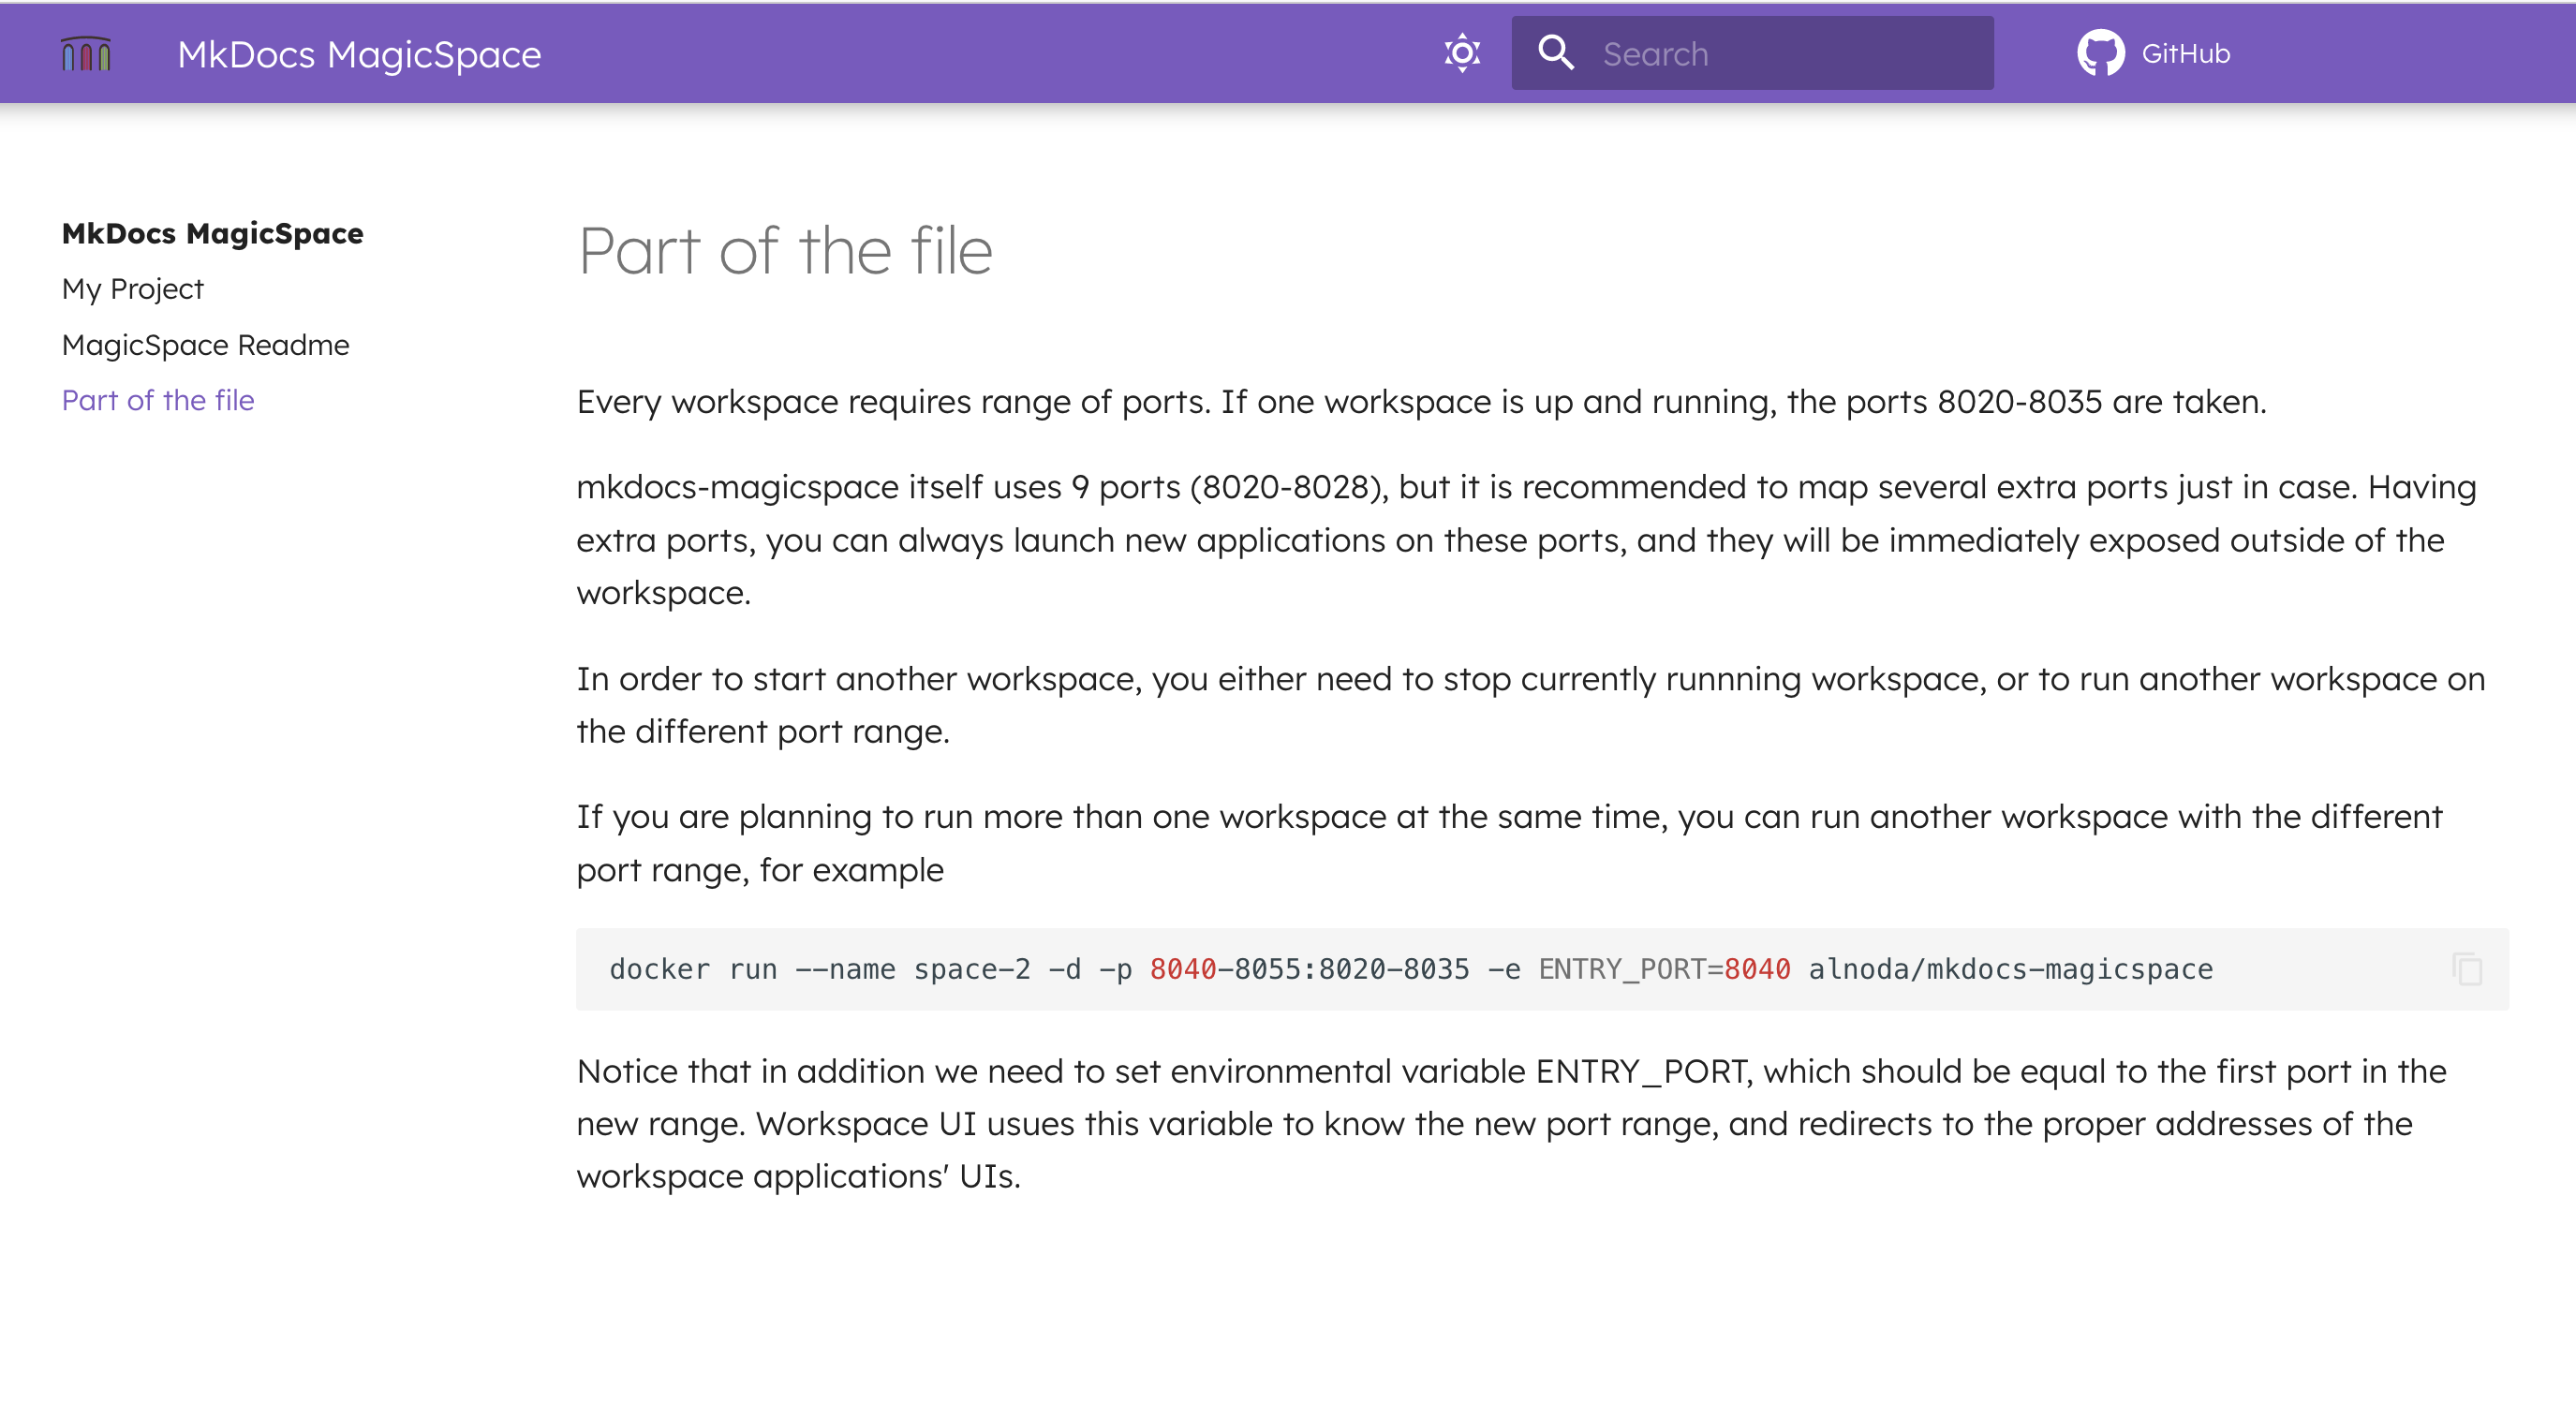 MkDocs MagicSpace
Search
GitHub
MkDocs MagicSpace
My Project
MagicSpace Readme
Part of the file
Part of the file
Every workspace requires range of ports. If one workspace is up and running, the ports 8020-8035 are taken.
mkdocs-magicspace itself uses 9 ports (8020-8028), but it is recommended to map several extra ports just in case. Having
extra ports, you can always launch new applications on these ports, and they will be immediately exposed outside of the
workspace.
In order to start another workspace, you either need to stop currently runnning workspace, or to run another workspace on
the different port range.
If you are planning to run more than one workspace at the same time, you can run another workspace with the different
port range, for example
docker run --name space-2 -d -p 8040-8055:8020-8035 -e ENTRY_PORT=8040 alnoda/mkdocs-magicspace
Notice that in addition we need to set environmental variable ENTRY_PORT, which should be equal to the first port in the
new range. Workspace UI usues this variable to know the new port range, and redirects to the proper addresses of the
workspace applications' UIs.